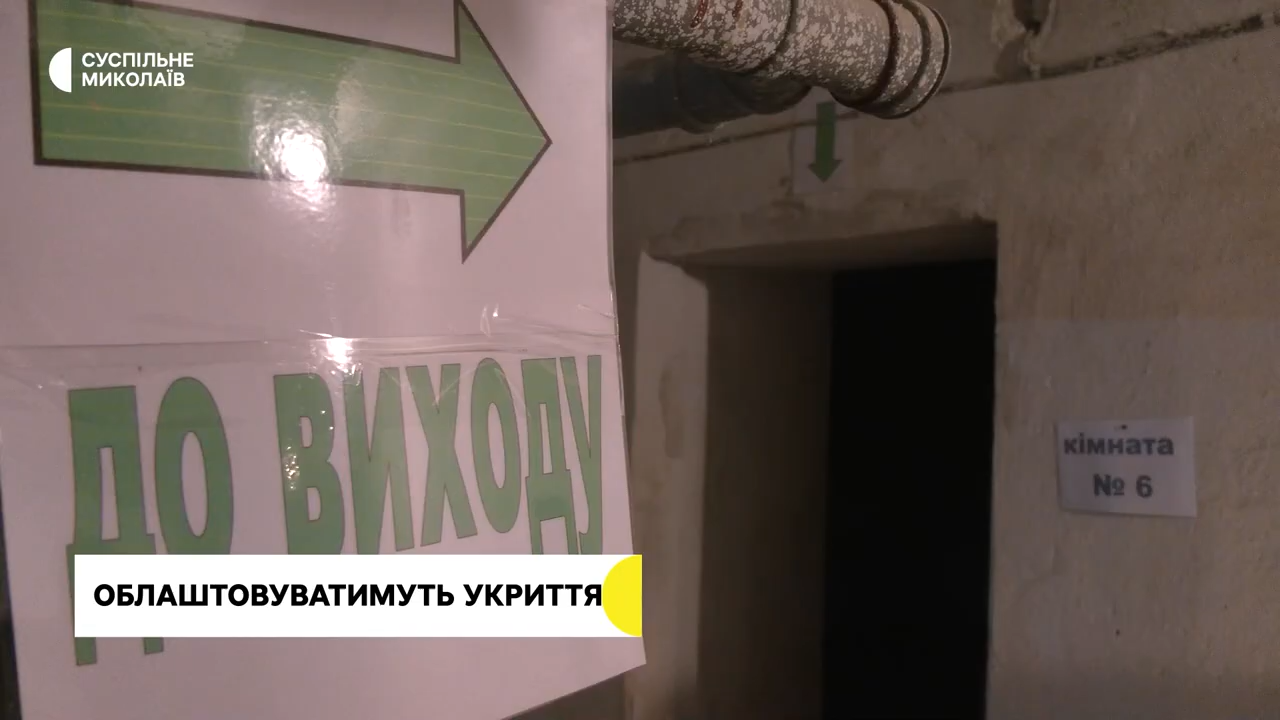 СУСПІЛЬНЕ
МИКОЛАЇВ
ДО ВИХОДУ
кімната
№ 6
ОБЛАШТОВУВАТИМУТЬ УКРИТТЯ